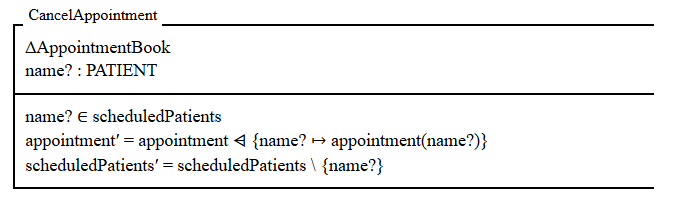 CancelAppointment
ΔAppointmentBook
name? : PATIENT
name? ∈ scheduledPatients
appointment′ = appointment ⩤ {name? ↦ appointment(name?)}
scheduledPatients′ = scheduledPatients \ {name?}